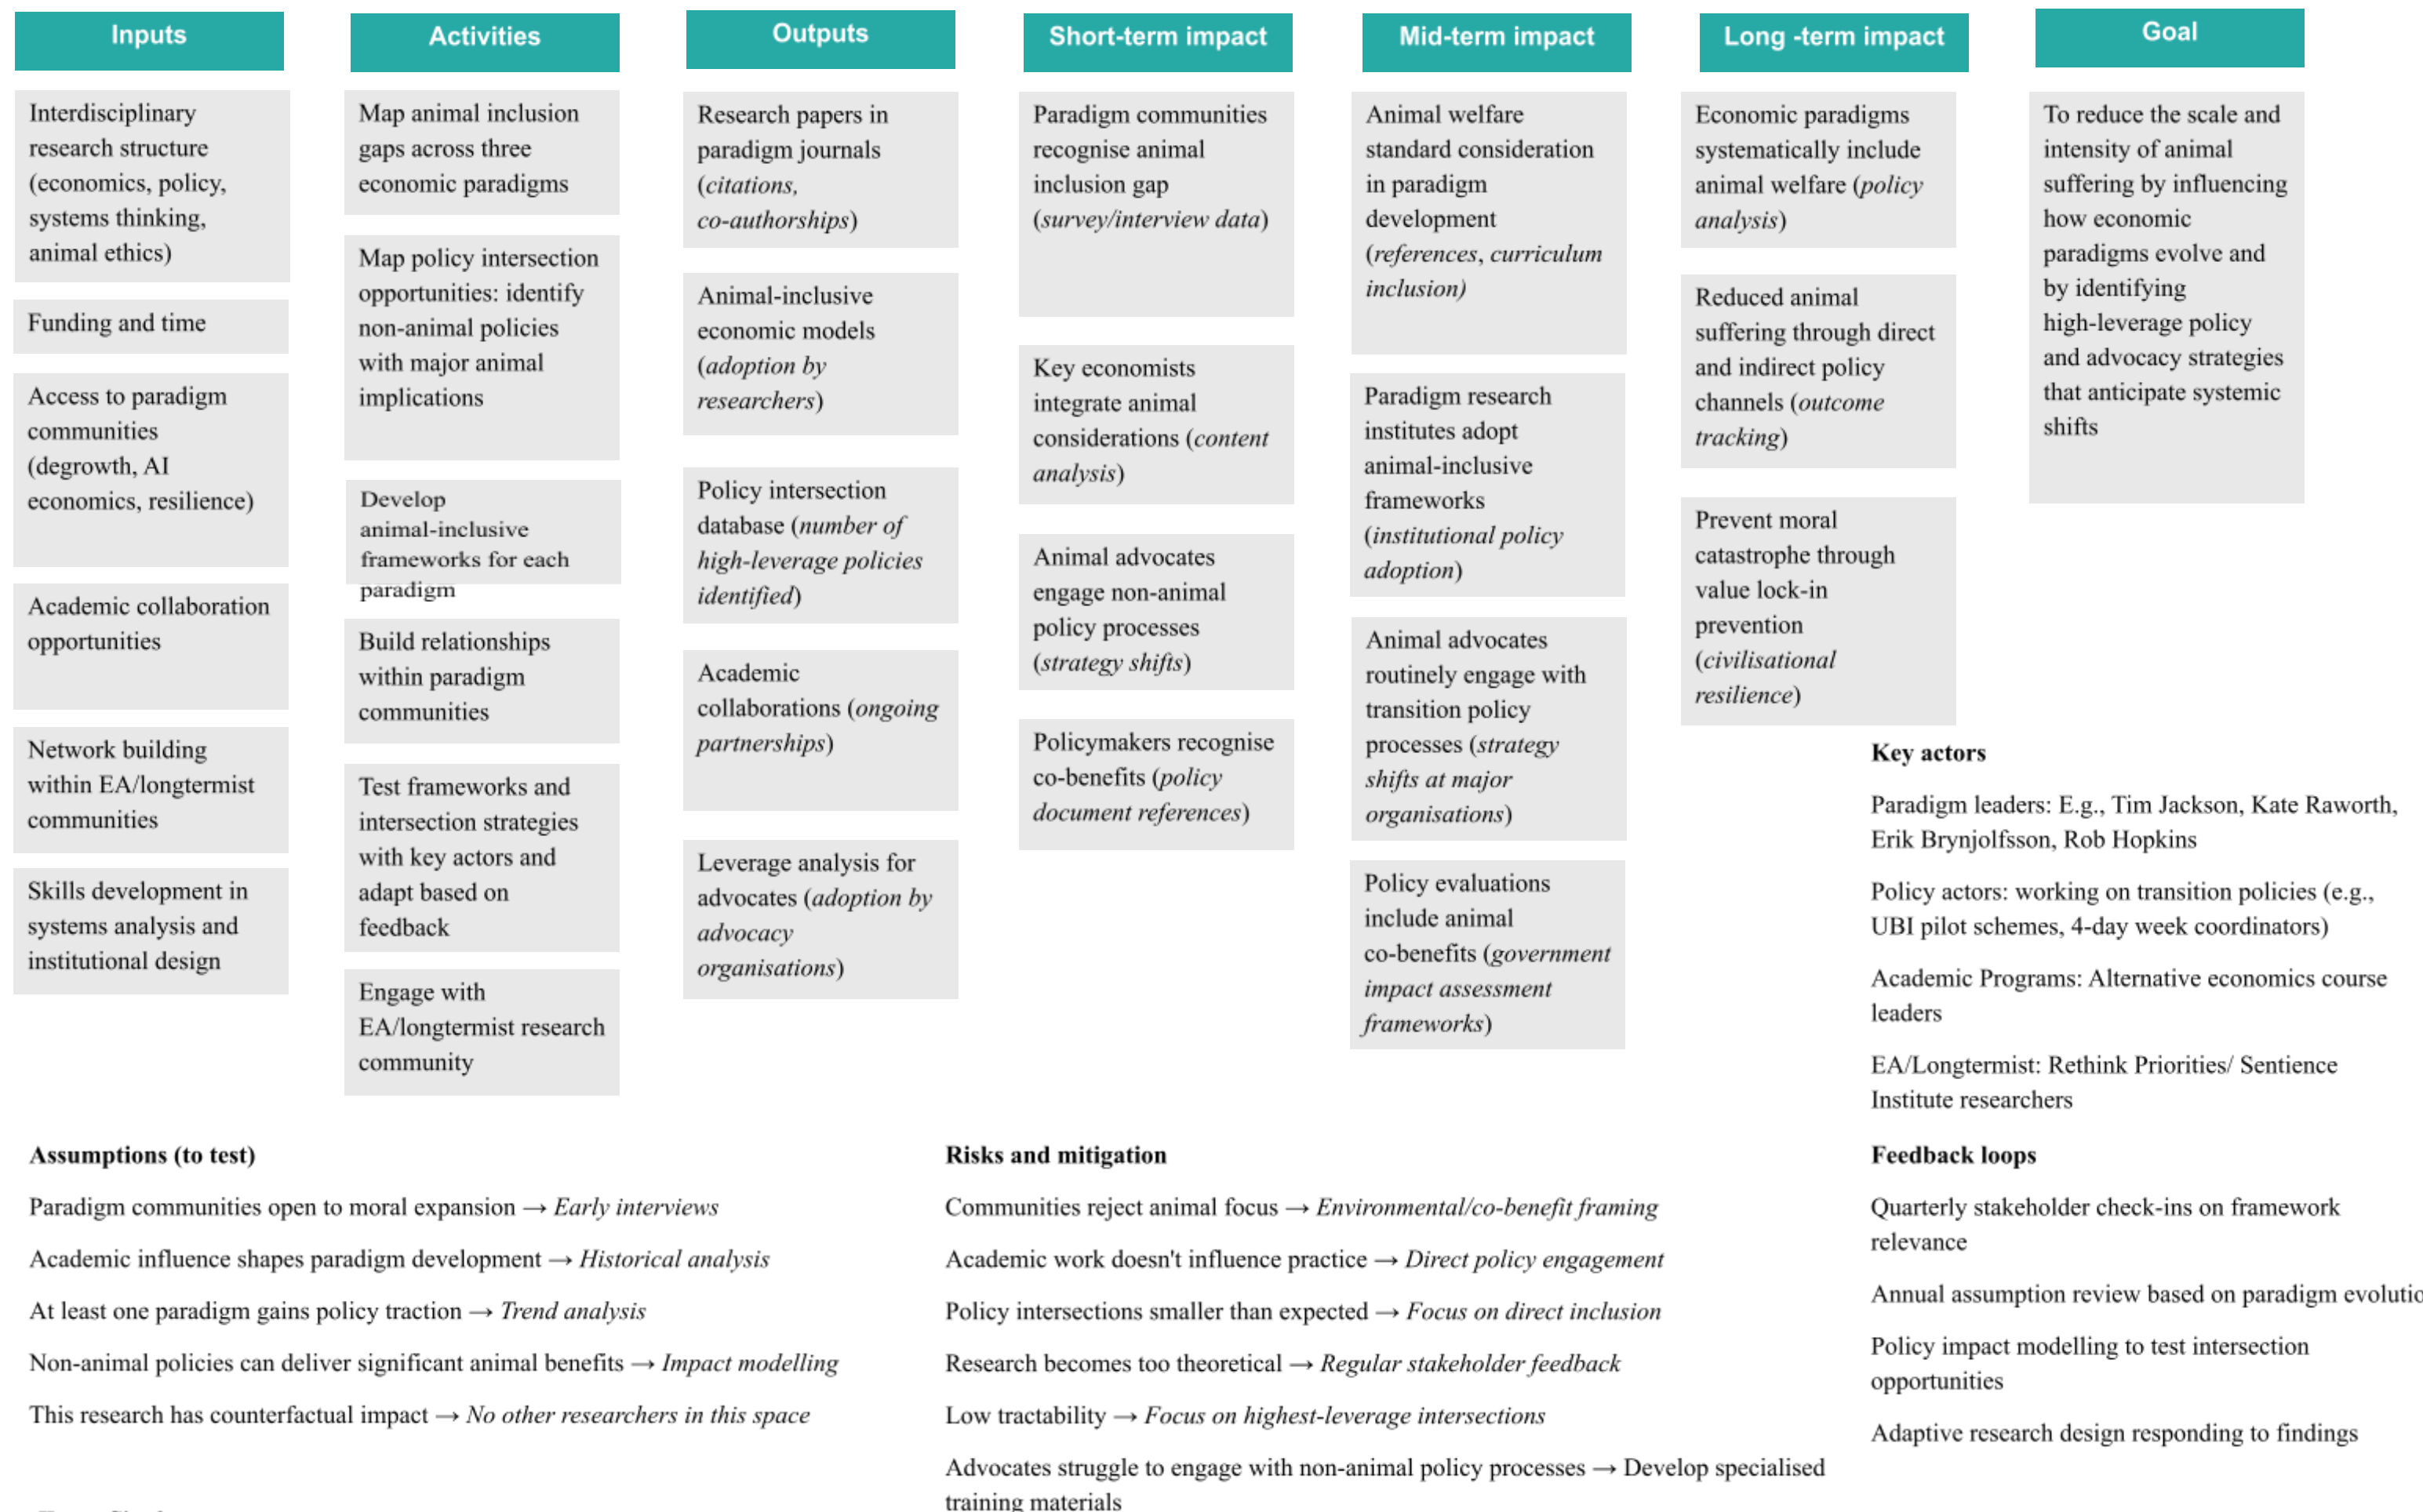 Inputs
Interdisciplinary
research structure
(economics, policy,
systems thinking,
animal ethics)
Funding and time
Access to paradigm
communities
(degrowth, AI
economics, resilience)
Academic collaboration
opportunities
Network building
within EA/longtermist
communities
Skills development in
systems analysis and
institutional design
Activities
Map animal inclusion
gaps across three
economic paradigms
Map policy intersection
opportunities: identify
non-animal policies
with major animal
implications
Develop
animal-inclusive
frameworks for each
paradigm
Build relationships
within paradigm
communities
Test frameworks and
intersection strategies
with key actors and
adapt based on
feedback
Engage with
EA/longtermist research
community
Outputs
Research papers in
paradigm journals
(citations,
co-authorships)
Animal-inclusive
economic models
(adoption by
researchers)
Policy intersection
database (number of
high-leverage policies
identified)
Academic
collaborations (ongoing
partnerships)
Leverage analysis for
advocates (adoption by
advocacy
organisations)
Short-term impact
Paradigm communities
recognise animal
inclusion gap
(survey/interview data)
Key economists
integrate animal
considerations (content
analysis)
Animal advocates
engage non-animal
policy processes
(strategy shifts)
Policymakers recognise
co-benefits (policy
document references)
Mid-term impact
Animal welfare
standard consideration
in paradigm
development
(references, curriculum
inclusion)
Paradigm research
institutes adopt
animal-inclusive
frameworks
(institutional policy
adoption)
Animal advocates
routinely engage with
transition policy
processes (strategy
shifts at major
organisations)
Policy evaluations
include animal
co-benefits (government
impact assessment
frameworks)
Long -term impact
Economic paradigms
systematically include
animal welfare (policy
analysis)
Reduced animal
suffering through direct
and indirect policy
channels (outcome
tracking)
Prevent moral
catastrophe through
value lock-in
prevention
(civilisational
resilience)
Goal
To reduce the scale and
intensity of animal
suffering by influencing
how economic
paradigms evolve and
by identifying
high-leverage policy
and advocacy strategies
that anticipate systemic
shifts
Key actors
Paradigm leaders: E.g., Tim Jackson, Kate Raworth,
Erik Brynjolfsson, Rob Hopkins
Policy actors: working on transition policies (e.g.,
UBI pilot schemes, 4-day week coordinators)
Academic Programs: Alternative economics course
leaders
EA/Longtermist: Rethink Priorities/ Sentience
Institute researchers
Assumptions (to test)
Paradigm communities open to moral expansion → Early interviews
Academic influence shapes paradigm development → Historical analysis
At least one paradigm gains policy traction → Trend analysis
Non-animal policies can deliver significant animal benefits → Impact modelling
This research has counterfactual impact → No other researchers in this space
Risks and mitigation
Communities reject animal focus → Environmental/co-benefit framing
Academic work doesn't influence practice → Direct policy engagement
Policy intersections smaller than expected → Focus on direct inclusion
Research becomes too theoretical → Regular stakeholder feedback
Low tractability → Focus on highest-leverage intersections
Advocates struggle to engage with non-animal policy processes → Develop specialised
training materials
Feedback loops
Quarterly stakeholder check-ins on framework
relevance
Annual assumption review based on paradigm evolutio
Policy impact modelling to test intersection
opportunities
Adaptive research design responding to findings